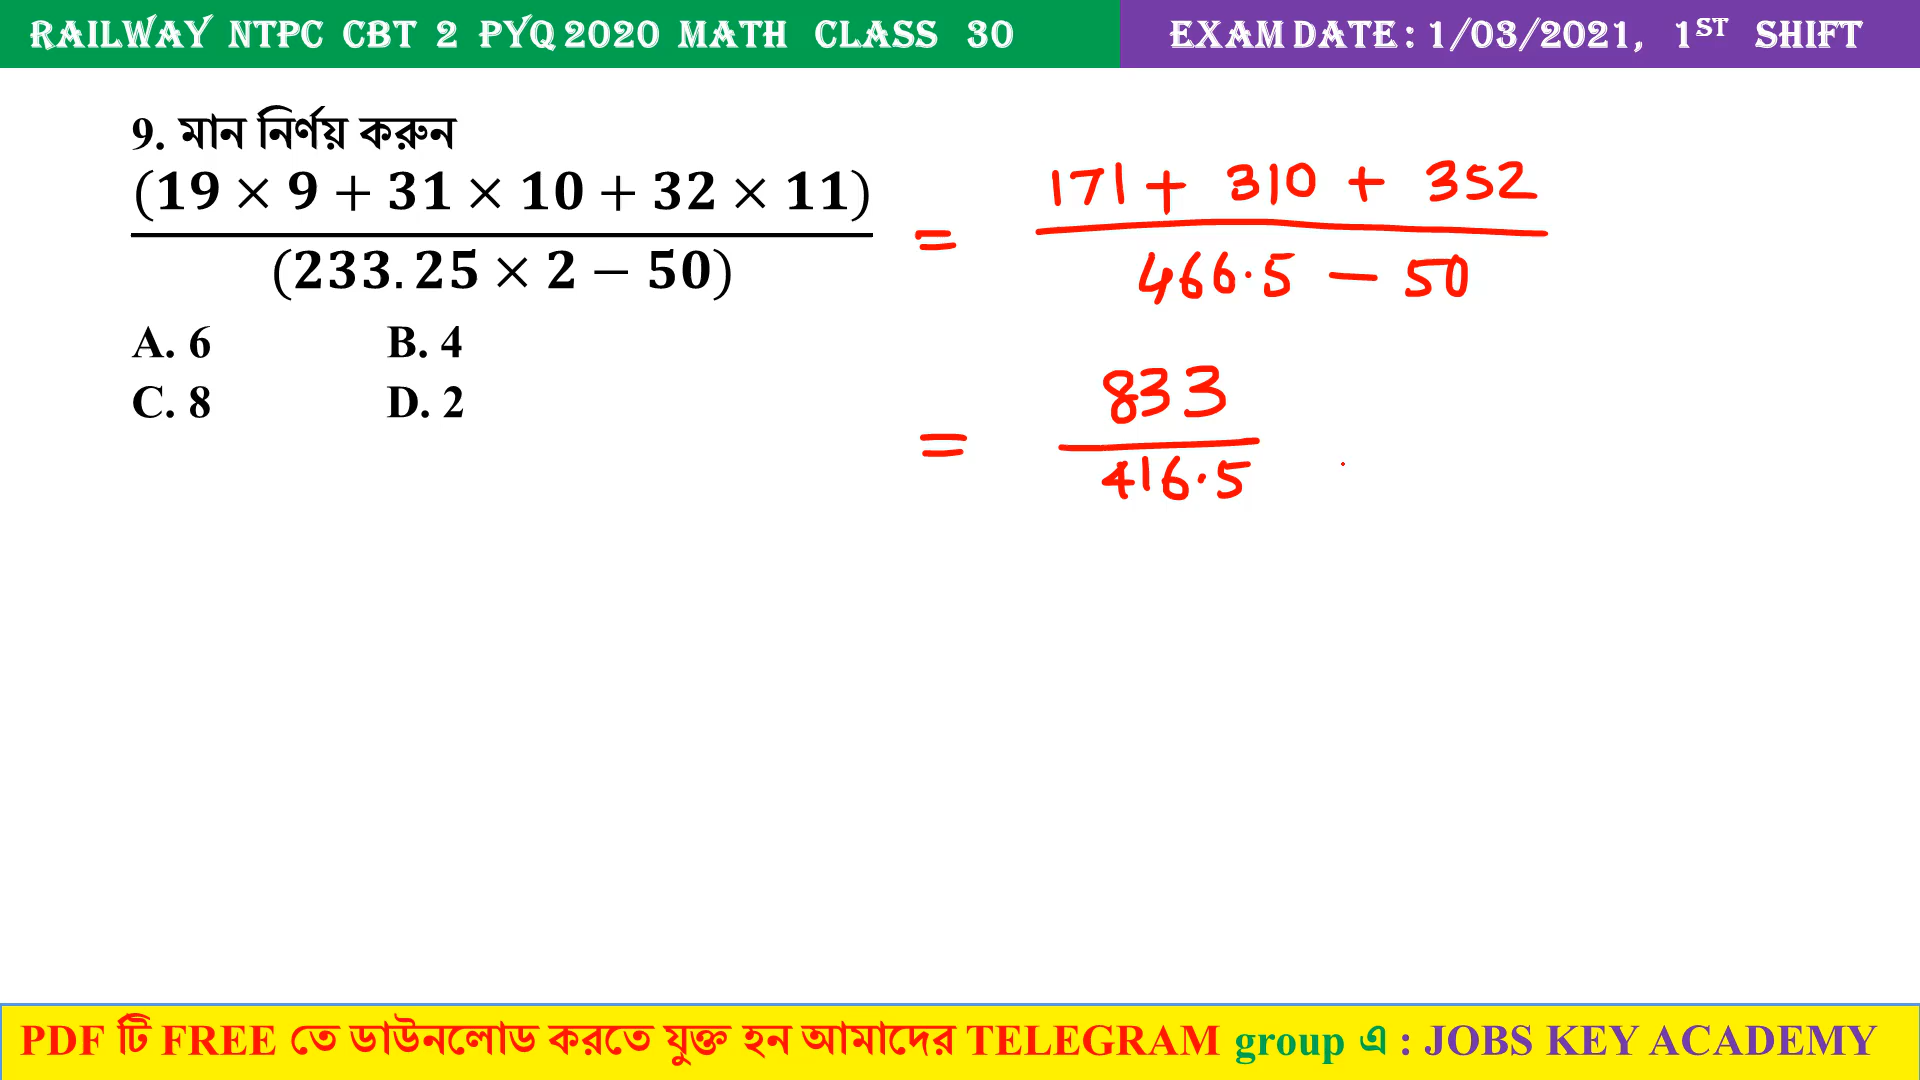 RAILWAY NTPC CBT 2 PYQ 2020 MATH CLASS 30
EXAM DATE : 1/03/2021, 1ST SHIFT
9. মান নির্ণয় করুন
(19 × 9 + 31 × 10 + 32 × 11)
(233.25 × 2 − 50)
= 171 + 310 + 352
466.5 − 50
A. 6 B. 4
C. 8 D. 2
= 833
416.5
PDF টি FREE তে ডাউনলোড করতে যুক্ত হন আমাদের TELEGRAM group এ : JOBS KEY ACADEMY